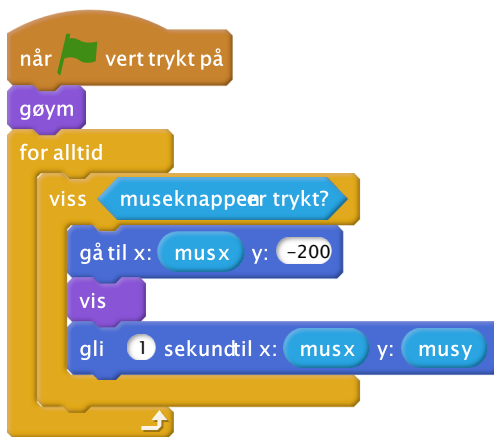 når vert trykt på
gøym
for alltid
viss museknappen er trykt?
gå til x: mus x y: -200
vis
gli 1 sekund til x: mus x y: mus y